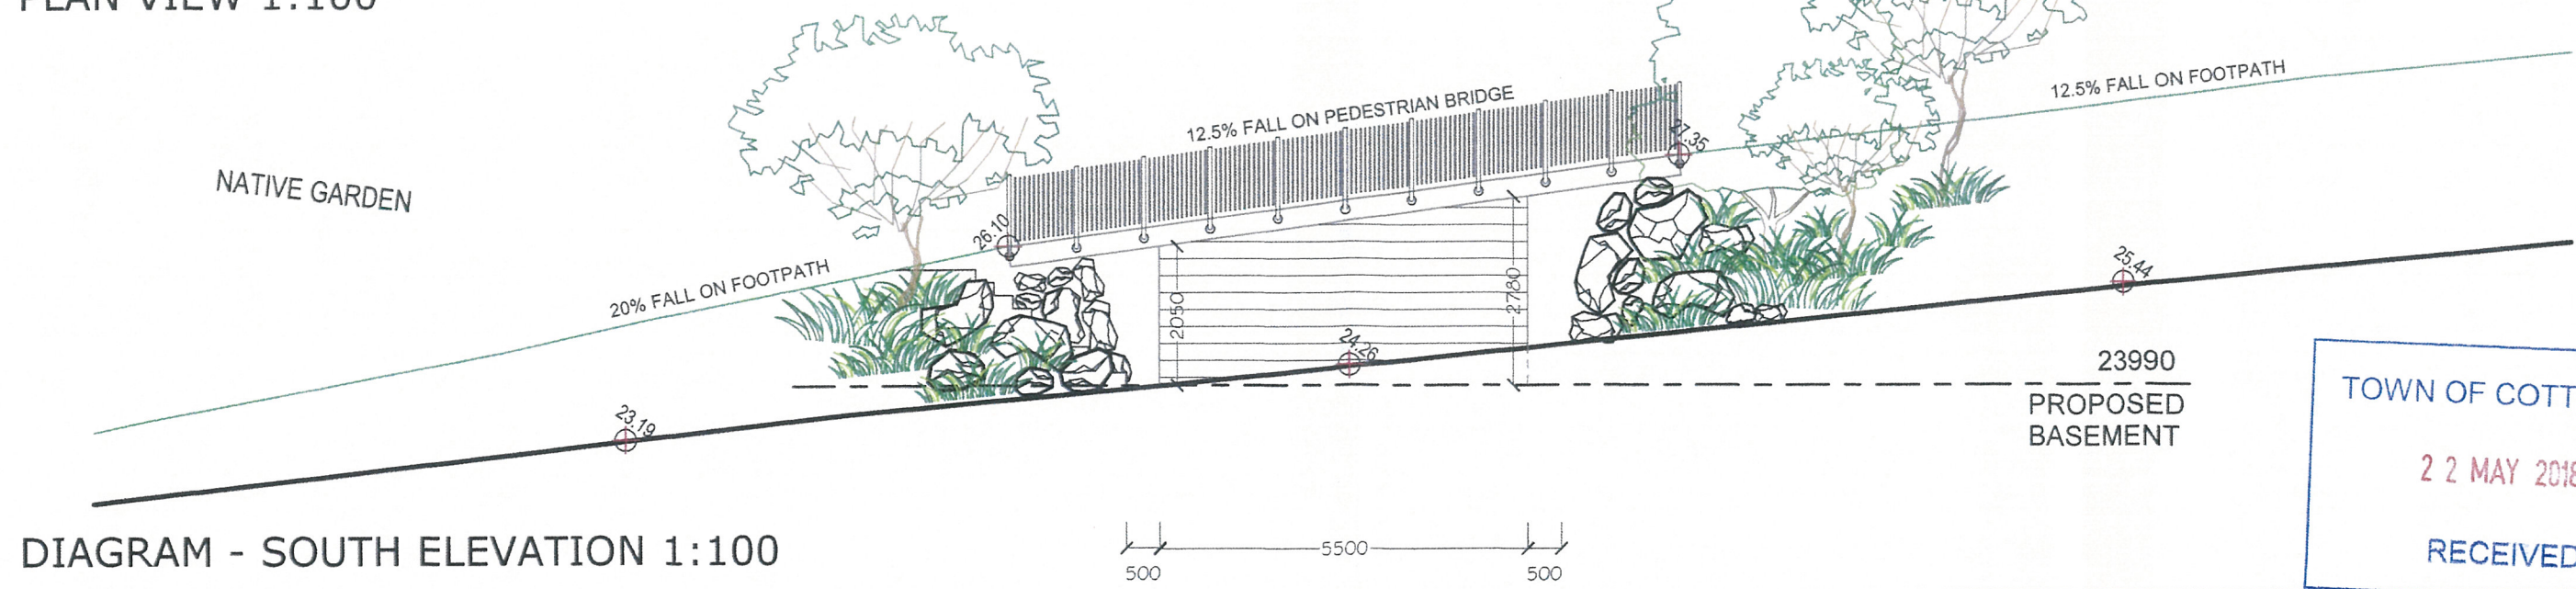 PLAN VIEW 1:100
12.5% FALL ON FOOTPATH
12.5% FALL ON PEDESTRIAN BRIDGE
27.35
NATIVE GARDEN
26.10
20% FALL ON FOOTPATH
2050
2780
25.44
24.26
23990
PROPOSED
BASEMENT
23.19
TOWN OF COTT
22 MAY 2018
RECEIVED
DIAGRAM - SOUTH ELEVATION 1:100
5500
500
500